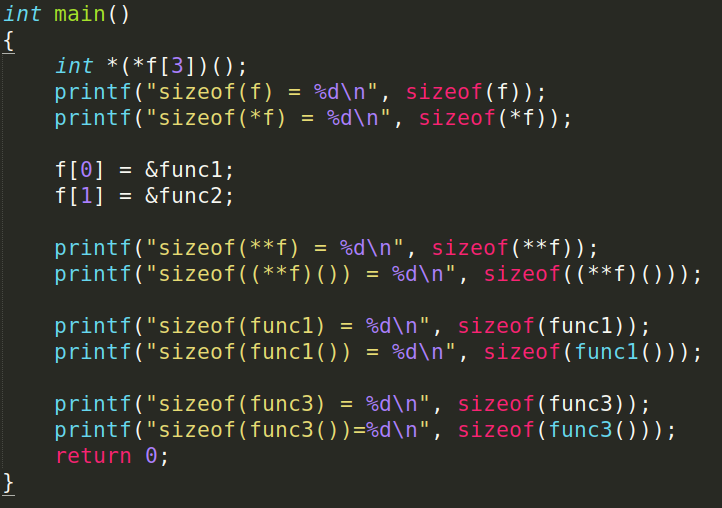 int main()
{
    int *(*f[3])();
    printf("sizeof(f) = %d\n", sizeof(f));
    printf("sizeof(*f) = %d\n", sizeof(*f));

    f[0] = &func1;
    f[1] = &func2;

    printf("sizeof(**f) = %d\n", sizeof(**f));
    printf("sizeof((**f)()) = %d\n", sizeof((**f)()));

    printf("sizeof(func1) = %d\n", sizeof(func1));
    printf("sizeof(func1()) = %d\n", sizeof(func1()));

    printf("sizeof(func3) = %d\n", sizeof(func3));
    printf("sizeof(func3())=%d\n", sizeof(func3()));
    return 0;
}